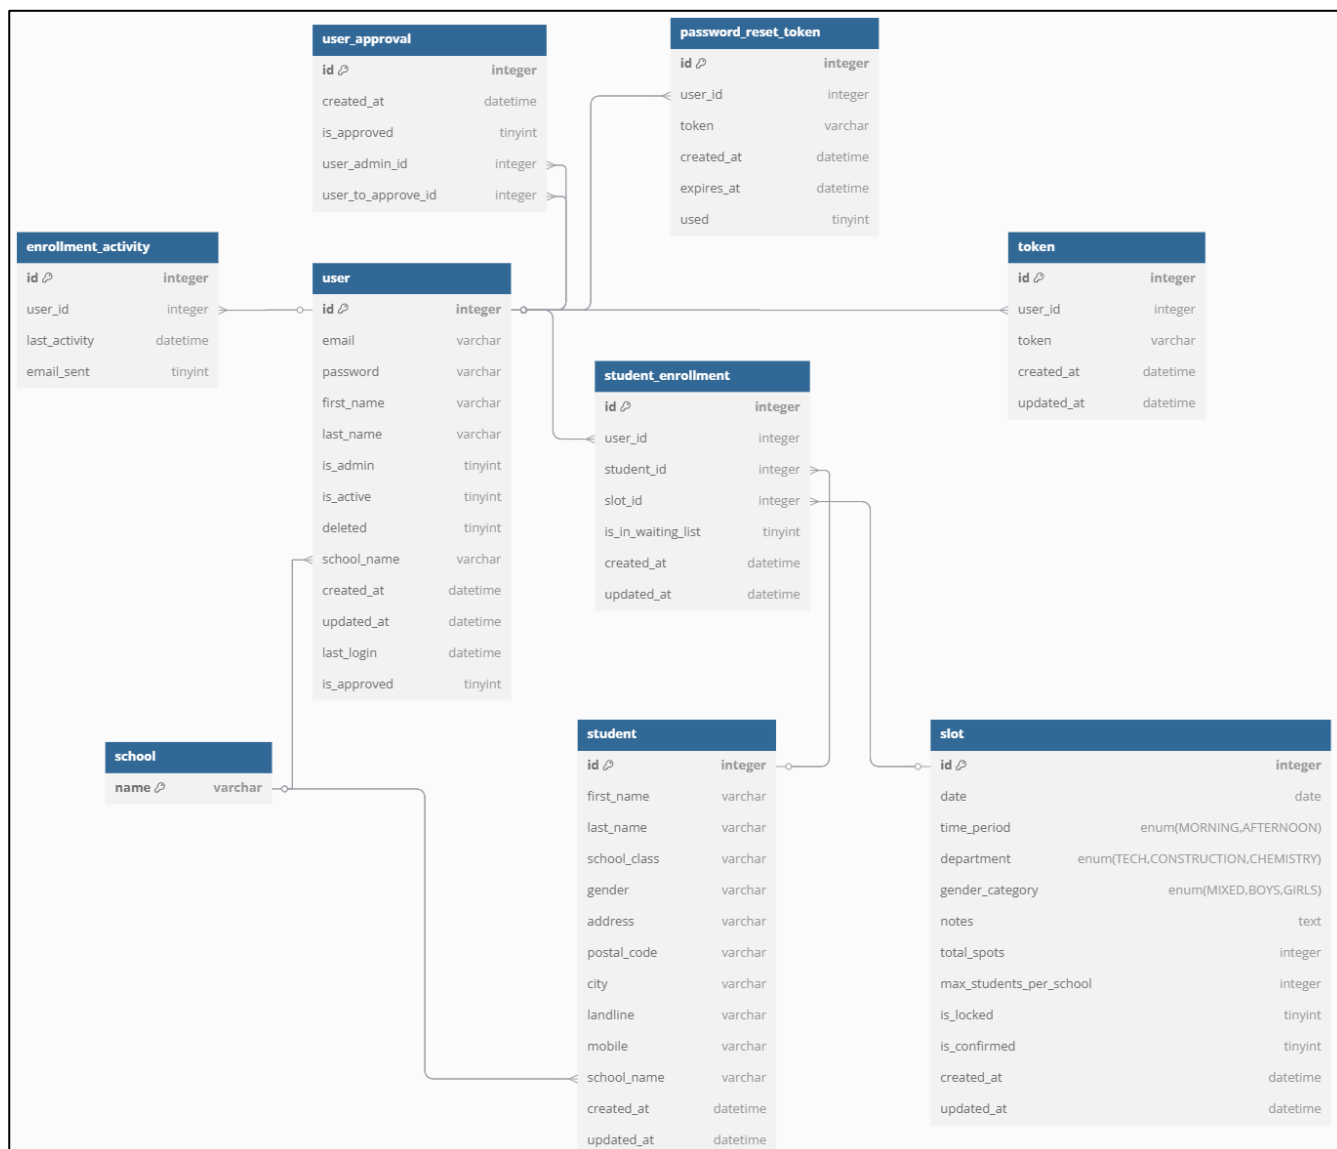 user_approval
id integer
created_at datetime
is_approved tinyint
user_admin_id integer
user_to_approve_id integer
password_reset_token
id integer
user_id integer
token varchar
created_at datetime
expires_at datetime
used tinyint
enrollment_activity
id integer
user_id integer
last_activity datetime
email_sent tinyint
user
id integer
email varchar
password varchar
first_name varchar
last_name varchar
is_admin tinyint
is_active tinyint
deleted tinyint
school_name varchar
created_at datetime
updated_at datetime
last_login datetime
is_approved tinyint
token
id integer
user_id integer
token varchar
created_at datetime
updated_at datetime
student_enrollment
id integer
user_id integer
student_id integer
slot_id integer
is_in_waiting_list tinyint
created_at datetime
updated_at datetime
school
name varchar
student
id integer
first_name varchar
last_name varchar
school_class varchar
gender varchar
address varchar
postal_code varchar
city varchar
landline varchar
mobile varchar
school_name varchar
created_at datetime
updated_at datetime
slot
id integer
date date
time_period enum(MORNING,AFTERNOON)
department enum(TECH,CONSTRUCTION,CHEMISTRY)
gender_category enum(MIXED,BOYS,GIRLS)
notes text
total_spots integer
max_students_per_school integer
is_locked tinyint
is_confirmed tinyint
created_at datetime
updated_at datetime